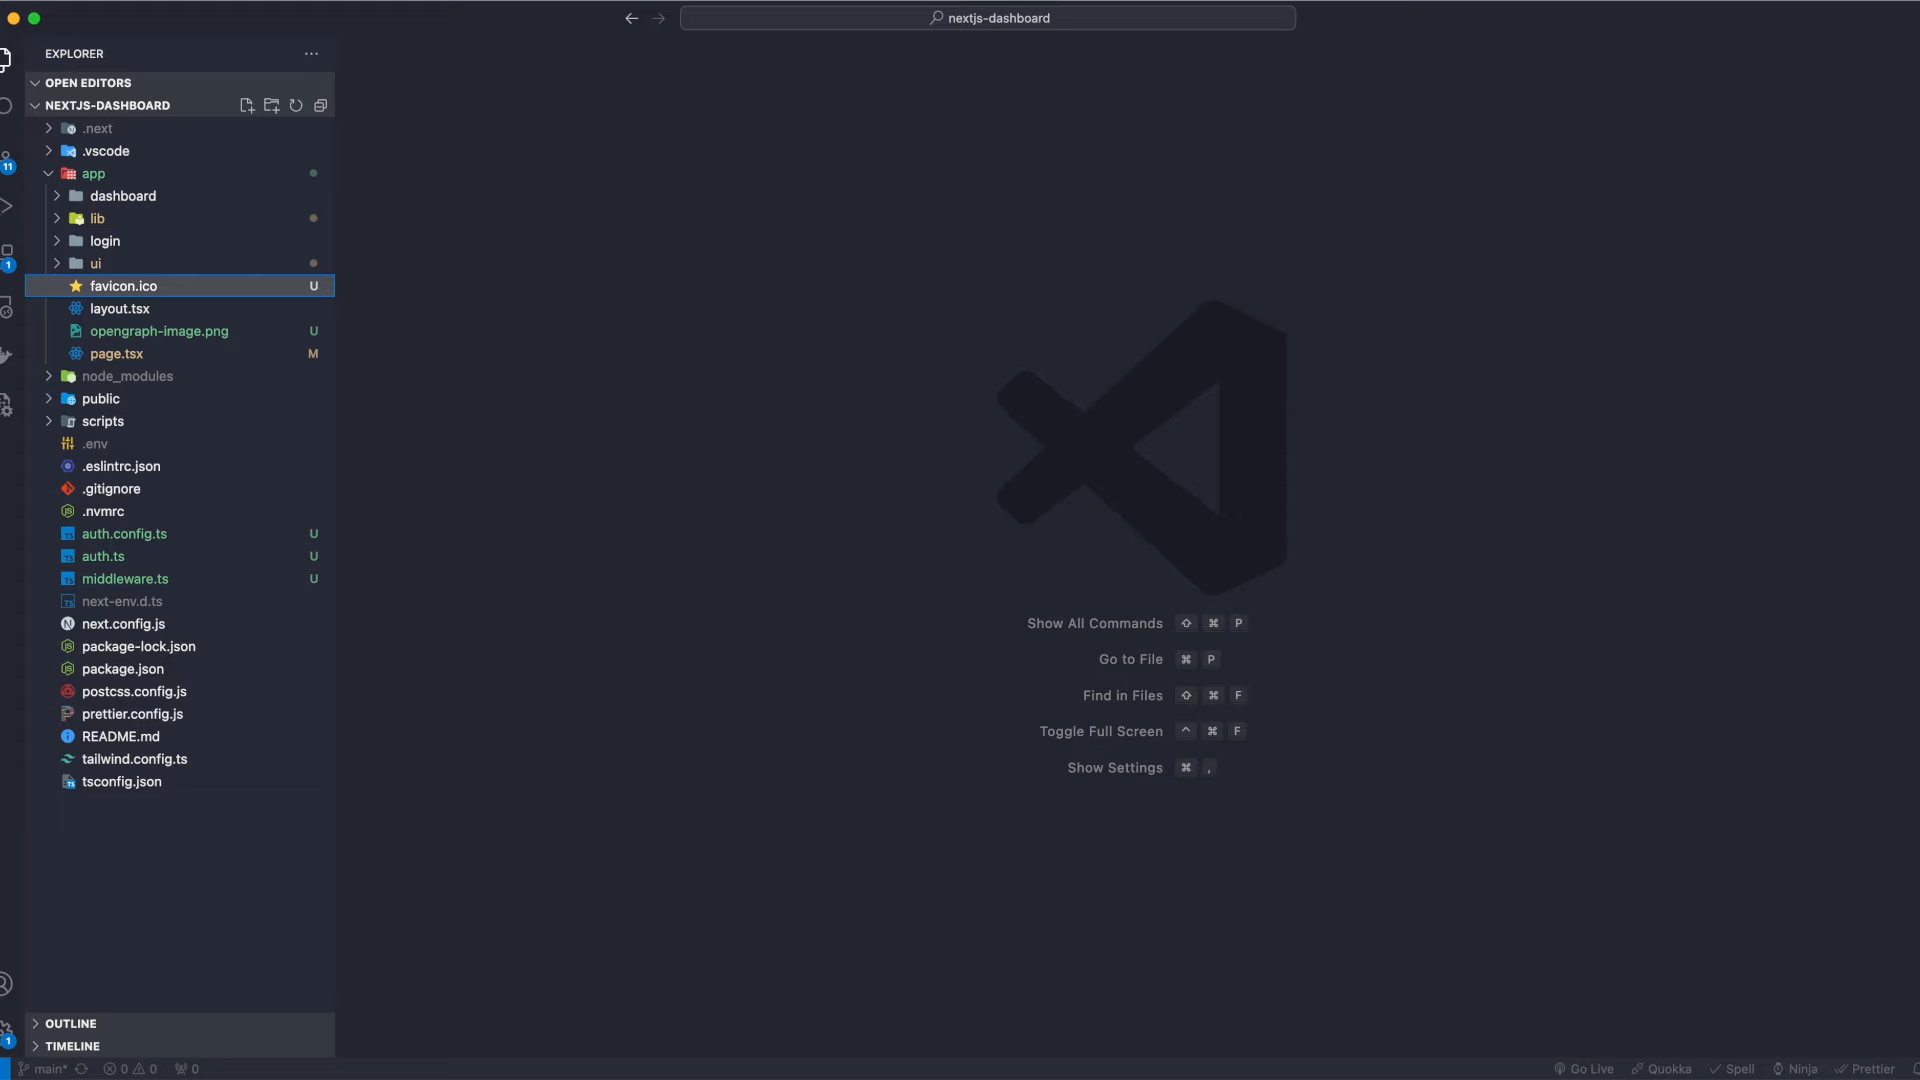 nextjs-dashboard
EXPLORER
OPEN EDITORS
NEXTJS-DASHBOARD
.next
.vscode
11
app
dashboard
lib
login
ui
1
favicon.ico U
layout.tsx
opengraph-image.png U
page.tsx M
node_modules
public
scripts
.env
.eslintrc.json
.gitignore
.nvmrc
auth.config.ts U
auth.ts U
middleware.ts U
next-env.d.ts
next.config.js
package-lock.json
package.json
postcss.config.js
prettier.config.js
README.md
tailwind.config.ts
tsconfig.json
Show All Commands ⇧ ⌘ P
Go to File ⌘ P
Find in Files ⇧ ⌘ F
Toggle Full Screen ^ ⌘ F
Show Settings ⌘ ,
OUTLINE
1
TIMELINE
main* 0 0 0
Go Live Quokka Spell Ninja Prettier